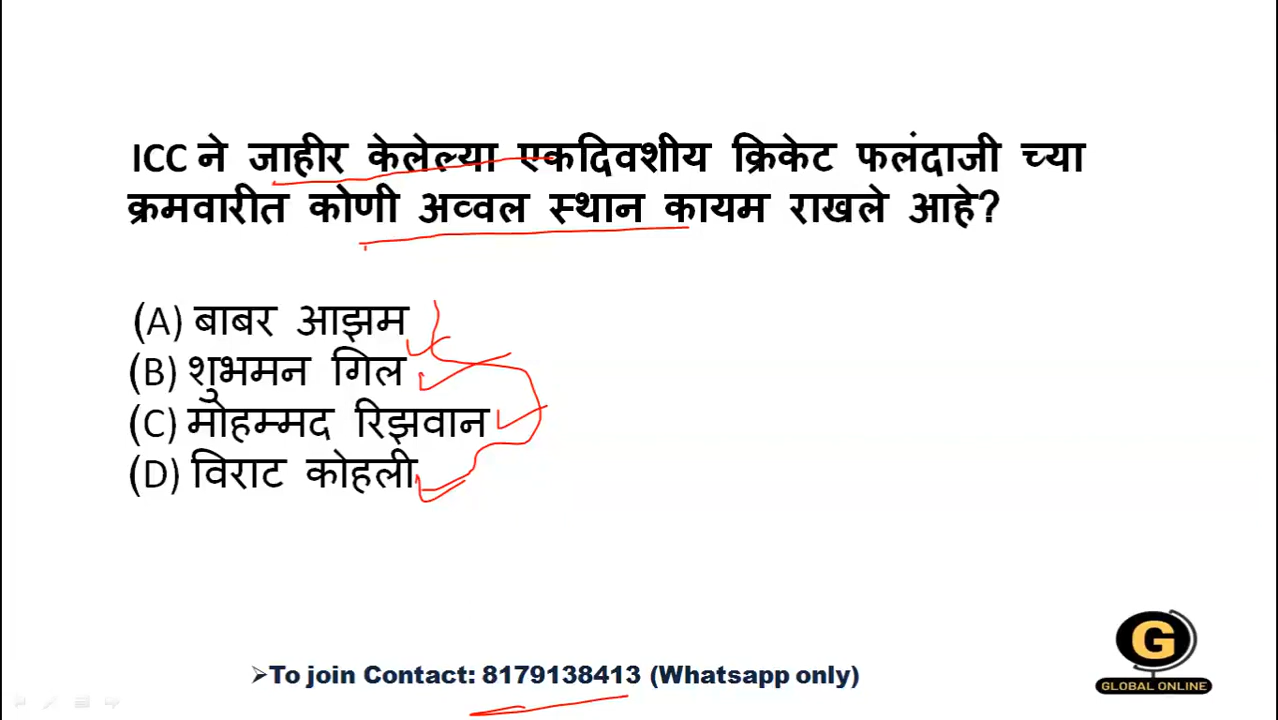 ICC ने जाहीर केलेल्या एकदिवशीय क्रिकेट फलंदाजी च्या
क्रमवारीत कोणी अव्वल स्थान कायम राखले आहे?
(A) बाबर आझम
(B) शुभमन गिल
(C) मोहम्मद रिझवान
(D) विराट कोहली
➢To join Contact: 8179138413 (Whatsapp only)
G
GLOBAL ONLINE